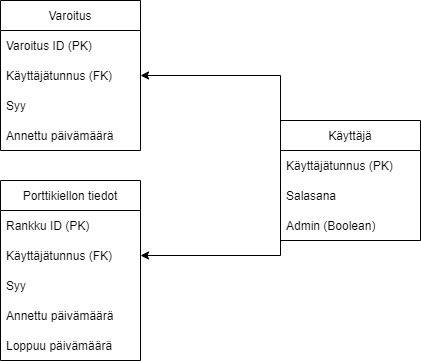 Varoitus
Varoitus ID (PK)
Käyttäjätunnus (FK)
Syy
Annettu päivämäärä
Porttikiellon tiedot
Rankku ID (PK)
Käyttäjätunnus (FK)
Syy
Annettu päivämäärä
Loppuu päivämäärä
Käyttäjä
Käyttäjätunnus (PK)
Salasana
Admin (Boolean)